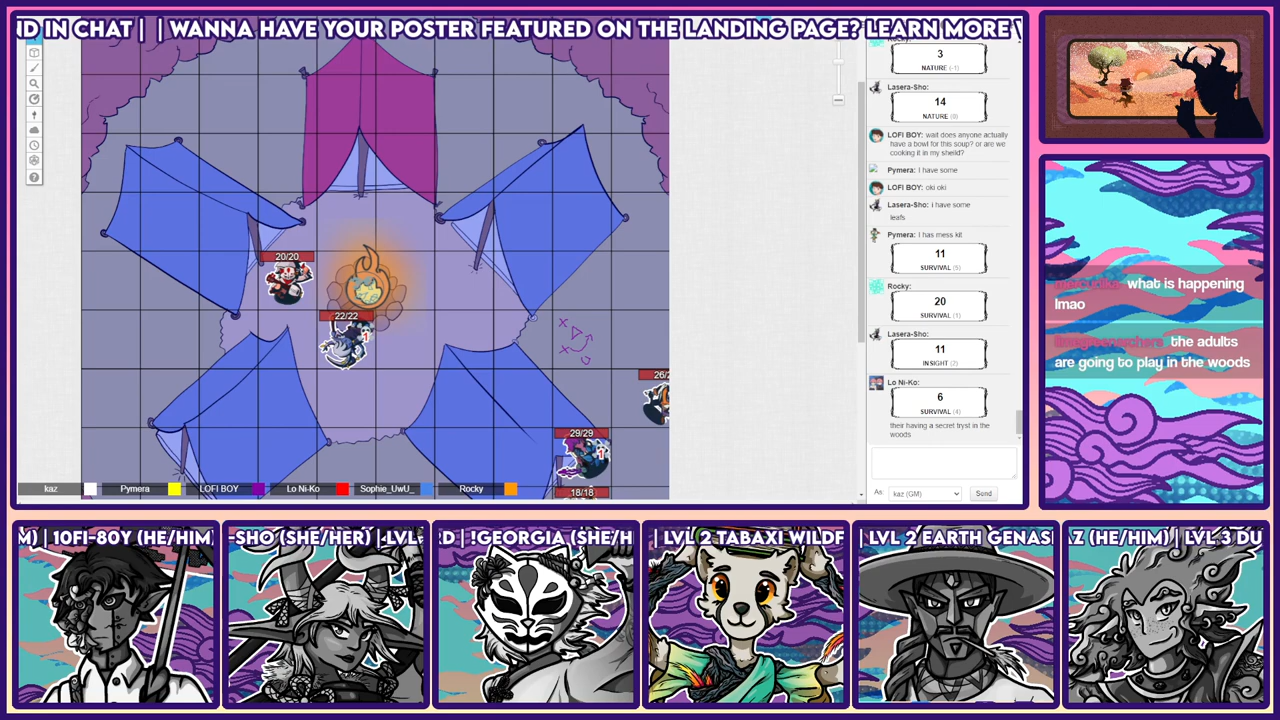 D IN CHAT | | WANNA HAVE YOUR POSTER FEATURED ON THE LANDING PAGE? LEARN MORE
3
NATURE (-1)
Lasera-Sho:
14
NATURE (0)
LOFI BOY: wait does anyone actually
have a bowl for this soup? or are we
cooking it in my sheild?
Pymera: I have some
LOFI BOY: oki oki
Lasera-Sho: i have some
leafs
Pymera: I has mess kit
11
SURVIVAL (5)
Rocky:
20
SURVIVAL (1)
Lasera-Sho:
11
INSIGHT (2)
Lo Ni-Ko:
6
SURVIVAL (4)
their having a secret tryst in the
woods
As: kaz (GM) Send
20/20
22/22
26/2
29/29
18/18
kaz Pymera LOFI BOY Lo Ni-Ko Sophie_UwU_ Rocky
what is happening
lmao
the adults
are going to play in the woods
M) | 10FI-80Y (HE/HIM)
-SHO (SHE/HER) | LVL
RD | !GEORGIA (SHE/H
| LVL 2 TABAXI WILDF
| LVL 2 EARTH GENASI
AZ (HE/HIM) | LVL 3 DU